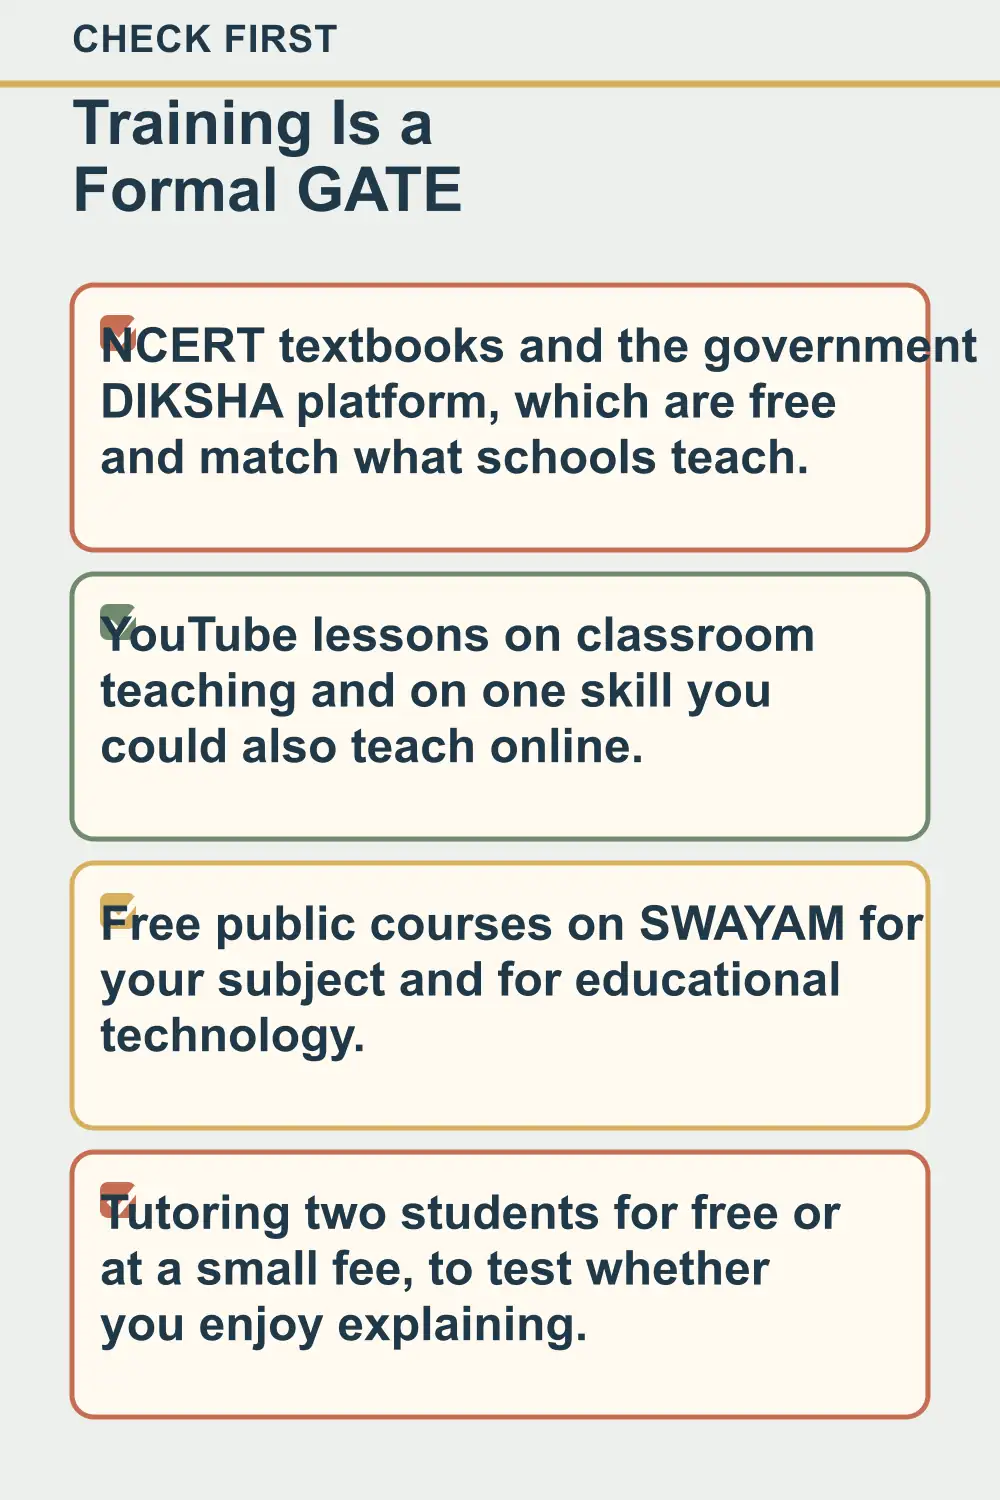 CHECK FIRST
Training Is a
Formal GATE
NCERT textbooks and the government
DIKSHA platform, which are free
and match what schools teach.
YouTube lessons on classroom
teaching and on one skill you
could also teach online.
Free public courses on SWAYAM for
your subject and for educational
technology.
Tutoring two students for free or
at a small fee, to test whether
you enjoy explaining.